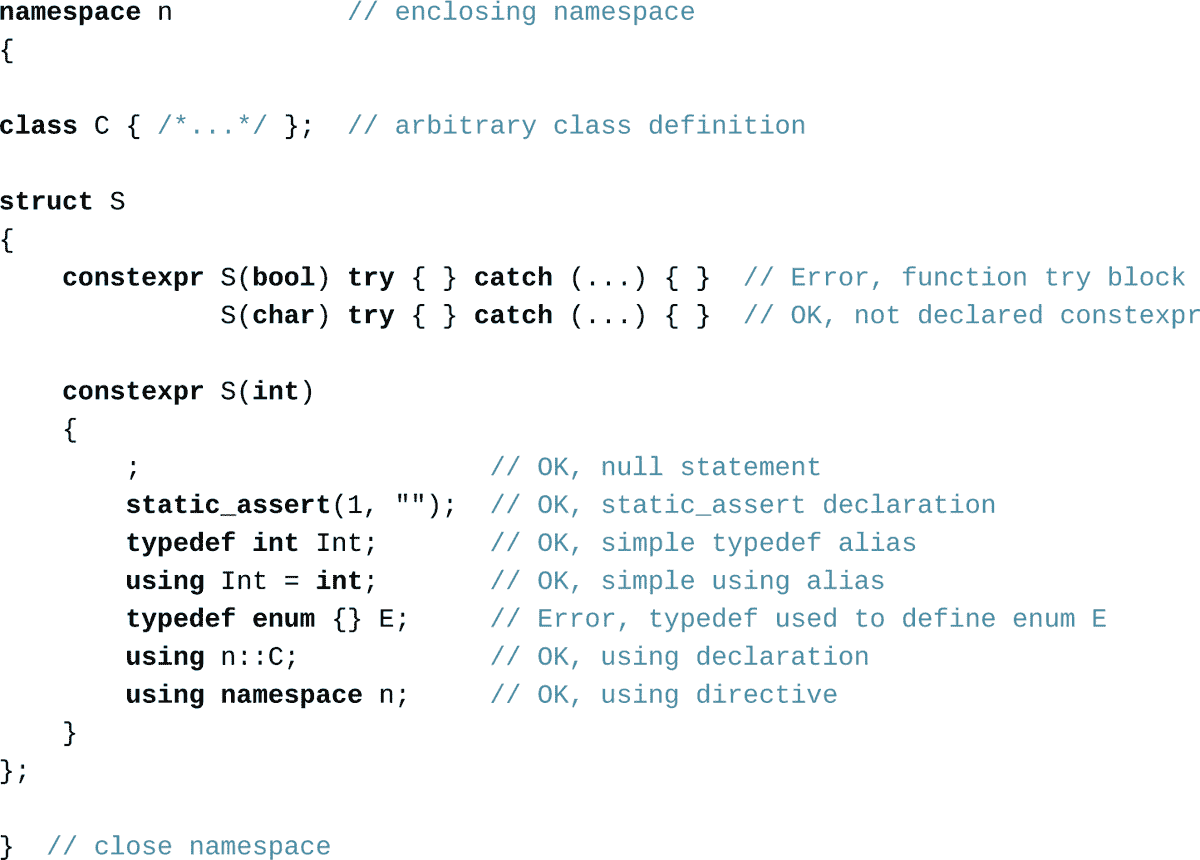 namespace n           // enclosing namespace
{

class C { /*...*/ };  // arbitrary class definition

struct S
{
    constexpr S(bool) try { } catch (...) { }  // Error, function try block
              S(char) try { } catch (...) { }  // OK, not declared constexpr

    constexpr S(int)
    {
        ;                      // OK, null statement
        static_assert(1, "");  // OK, static_assert declaration
        typedef int Int;       // OK, simple typedef alias
        using Int = int;       // OK, simple using alias
        typedef enum {} E;     // Error, typedef used to define enum E
        using n::C;            // OK, using declaration
        using namespace n;     // OK, using directive
    }
};

}  // close namespace